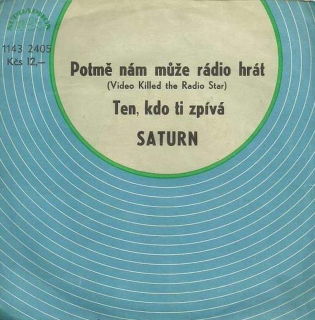 SUPRAPHON
1143 2405
Kčs 12,—
Potmě nám může rádio hrát
(Video Killed the Radio Star)
Ten, kdo ti zpívá
SATURN